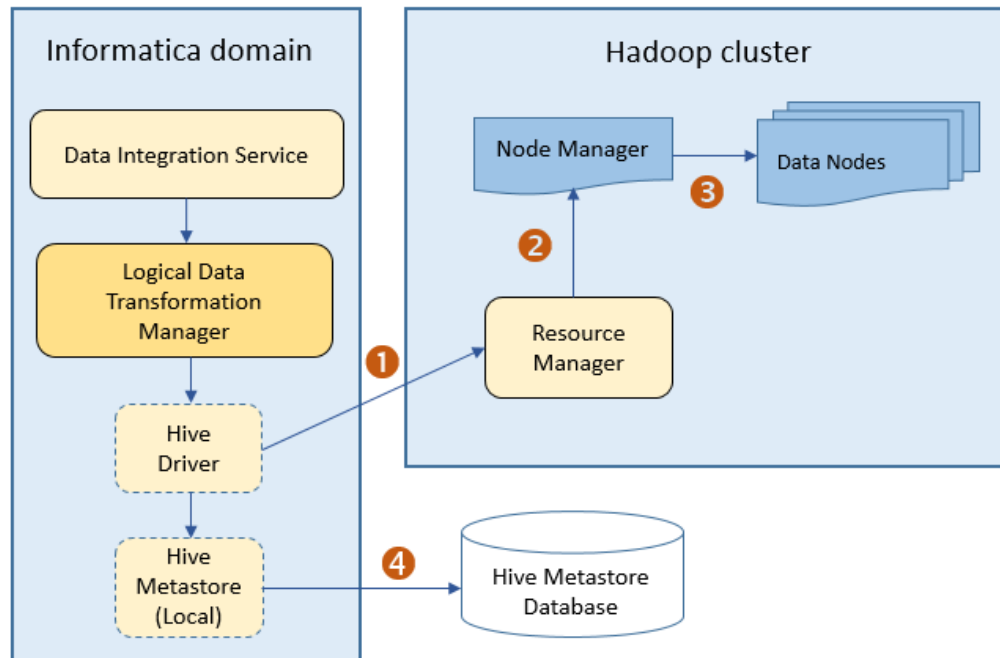 Informatica domain
Data Integration Service
Logical Data
Transformation
Manager
Hive
Driver
Hive
Metastore
(Local)
1
4
Hive Metastore
Database
Hadoop cluster
Node Manager
3
Data Nodes
2
Resource
Manager